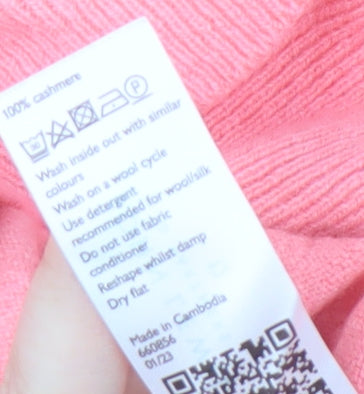 100% cashmere
30 P
Wash inside out with similar
colours
Wash on a wool cycle
Use detergent
recommended for wool/silk
Do not use fabric
conditioner
Reshape whilst damp
Dry flat
Made in Cambodia
660856
01/23